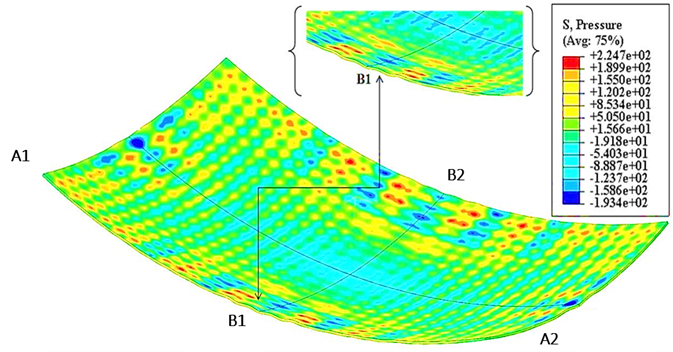 S, Pressure
(Avg: 75%)
+2.247e+02
+1.899e+02
+1.550e+02
+1.202e+02
+8.534e+01
+5.050e+01
+1.566e+01
-1.918e+01
-5.403e+01
-8.887e+01
-1.237e+02
-1.586e+02
-1.934e+02
B1
A1
B2
B1
A2